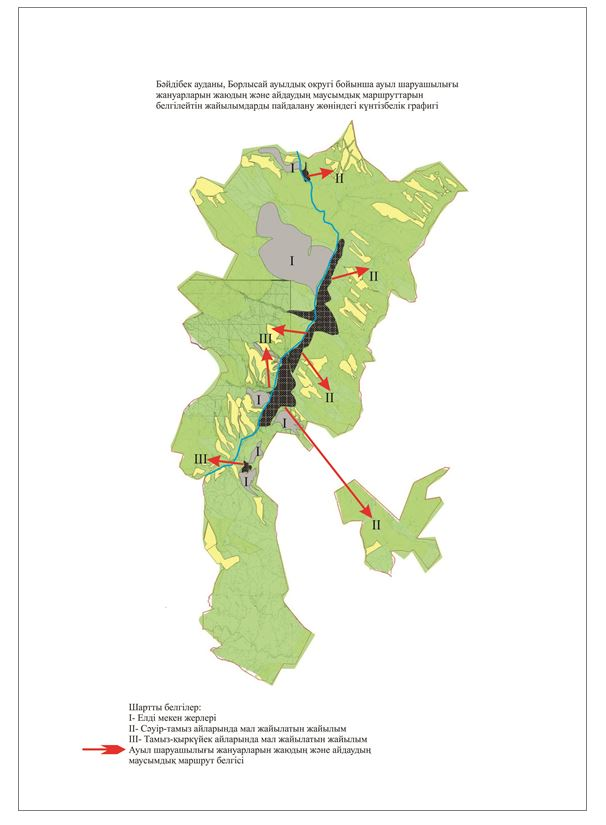 Бәйдібек ауданы, Борлысай ауылдық округі бойынша ауыл шаруашылығы
жануарларын жаюдың және айдаудың маусымдық маршруттарын
белгілейтін жайылымдарды пайдалану жөніндегі күнтізбелік графигі
I
II
I
II
III
II
I
I
I
III
I
II
Шартты белгілер:
I- Елді мекен жерлері
II- Сәуір-тамыз айларында мал жайылатын жайылым
III- Тамыз-қыркүйек айларында мал жайылатын жайылым
Ауыл шаруашылығы жануарларын жаюдың және айдаудың
маусымдық маршрут белгісі